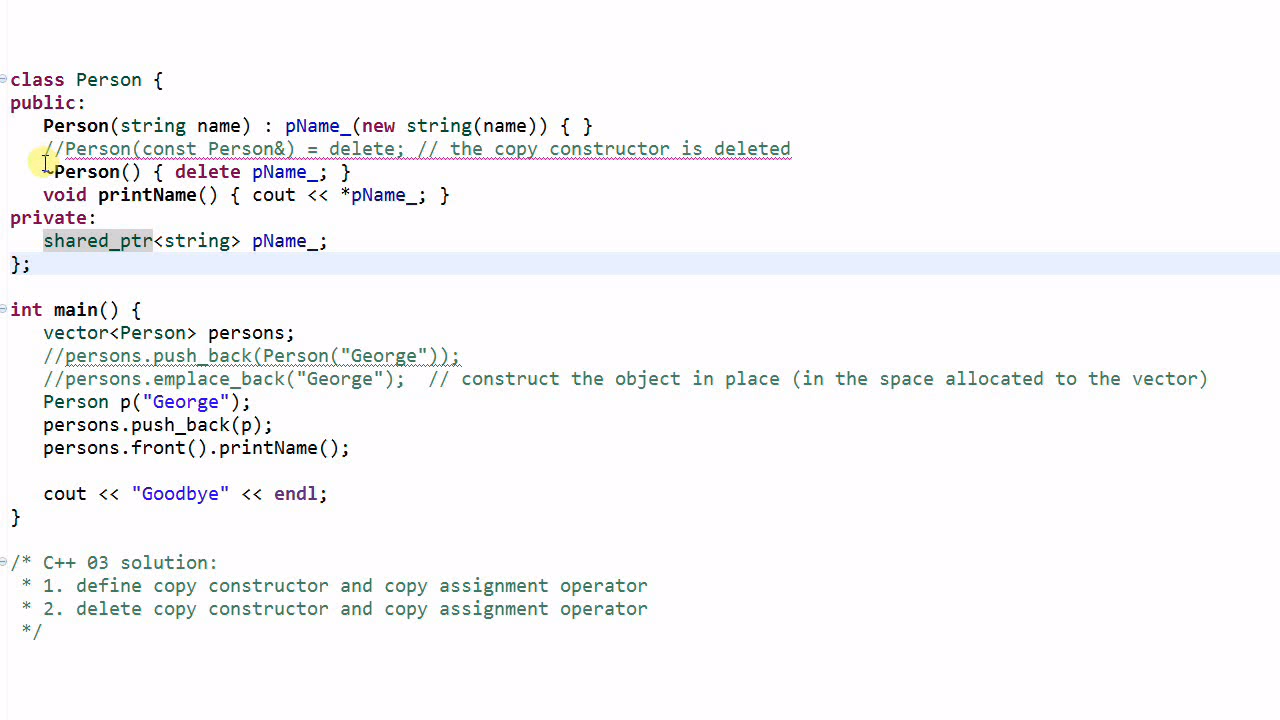 class Person {
public:
   Person(string name) : pName_(new string(name)) { }
   //Person(const Person&) = delete; // the copy constructor is deleted
   ~Person() { delete pName_; }
   void printName() { cout << *pName_; }
private:
   shared_ptr<string> pName_;
};

int main() {
   vector<Person> persons;
   //persons.push_back(Person("George"));
   //persons.emplace_back("George");  // construct the object in place (in the space allocated to the vector)
   Person p("George");
   persons.push_back(p);
   persons.front().printName();

   cout << "Goodbye" << endl;
}

/* C++ 03 solution:
 * 1. define copy constructor and copy assignment operator
 * 2. delete copy constructor and copy assignment operator
 */